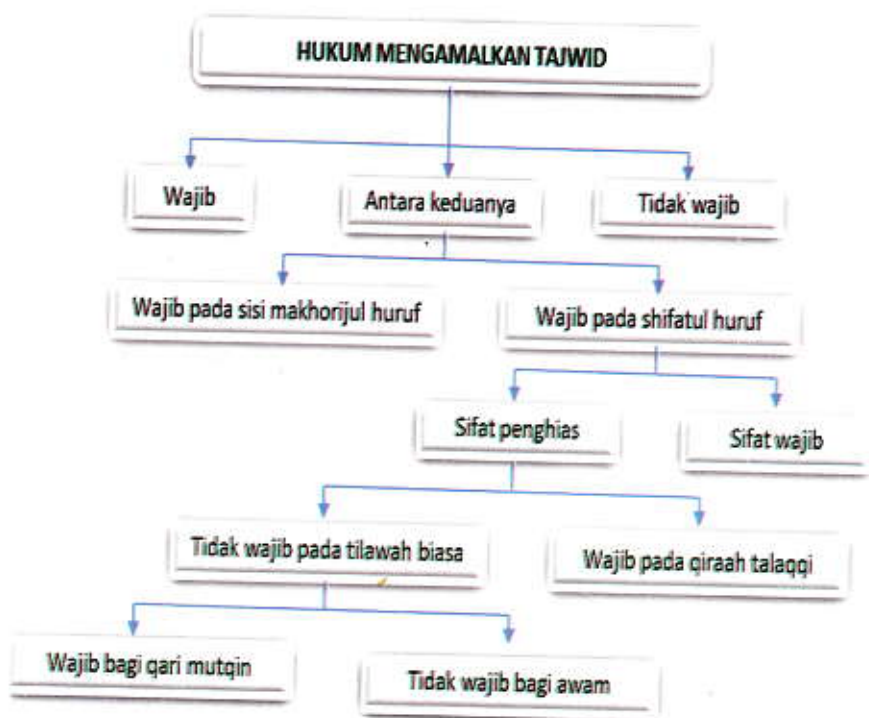 HUKUM MENGAMALKAN TAJWID
Wajib
Antara keduanya
Tidak wajib
Wajib pada sisi makhorijul huruf
Wajib pada shifatul huruf
Sifat penghias
Sifat wajib
Tidak wajib pada tilawah biasa
Wajib pada qiraah talaqqi
Wajib bagi qari mutqin
Tidak wajib bagi awam